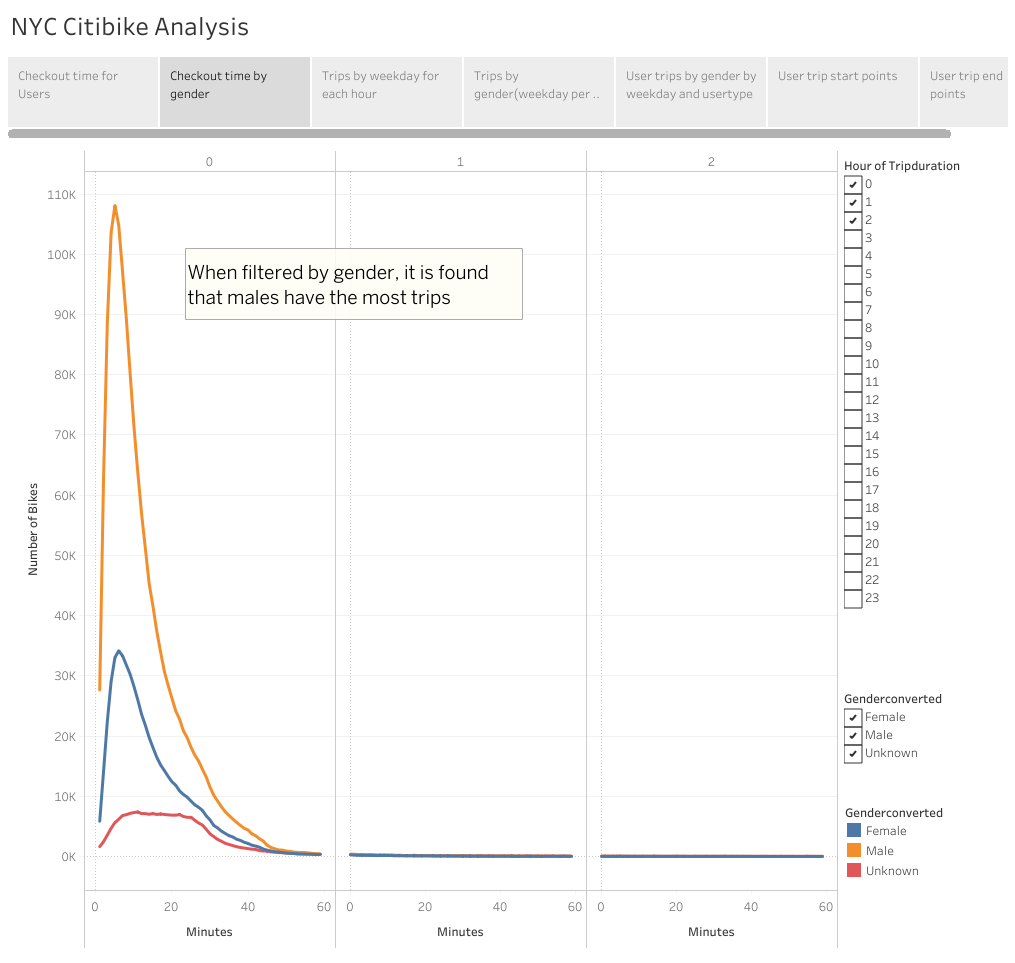 NYC Citibike Analysis
Checkout time for
Users
Checkout time by
gender
Trips by weekday for
each hour
Trips by
gender(weekday per ..
User trips by gender by
weekday and usertype
User trip start points
User trip end
points
0
1
2
110K
100K
90K
80K
70K
60K
50K
40K
30K
20K
10K
0K
Number of Bikes
When filtered by gender, it is found
that males have the most trips
0 20 40 60
0 20 40 60
0 20 40 60
Minutes
Minutes
Minutes
Hour of Tripduration
0
1
2
3
4
5
6
7
8
9
10
11
12
13
14
15
16
17
18
19
20
21
22
23
Genderconverted
Female
Male
Unknown
Genderconverted
Female
Male
Unknown